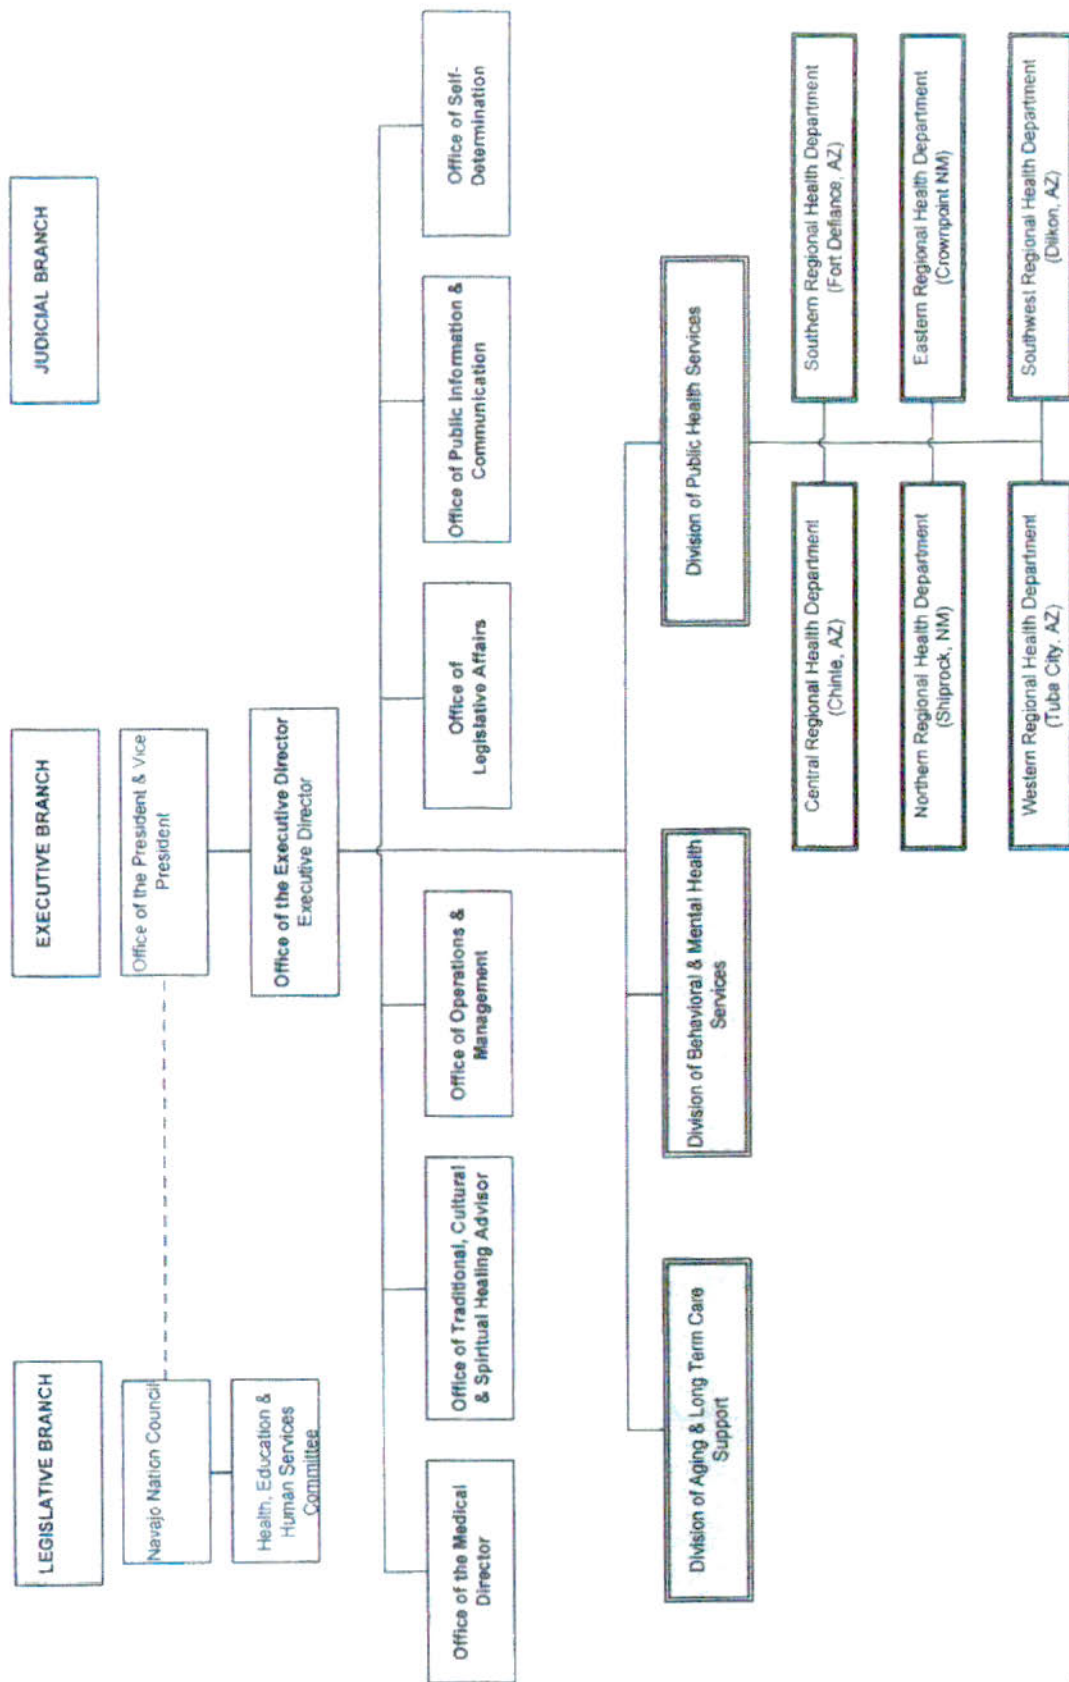 LEGISLATIVE BRANCH
EXECUTIVE BRANCH
JUDICIAL BRANCH
Navajo Nation Council
Office of the President & Vice
President
Health, Education &
Human Services
Committee
Office of the Executive Director
Executive Director
Office of the Medical
Director
Office of Traditional, Cultural
& Spiritual Healing Advisor
Office of Operations &
Management
Office of
Legislative Affairs
Office of Public Information &
Communication
Office of Self-
Determination
Division of Aging & Long Term Care
Support
Division of Behavioral & Mental Health
Services
Division of Public Health Services
Central Regional Health Department
(Chinle, AZ)
Southern Regional Health Department
(Fort Defiance, AZ)
Northern Regional Health Department
(Shiprock, NM)
Eastern Regional Health Department
(Crownpoint NM)
Western Regional Health Department
(Tuba City, AZ)
Southwest Regional Health Department
(Dilkon, AZ)